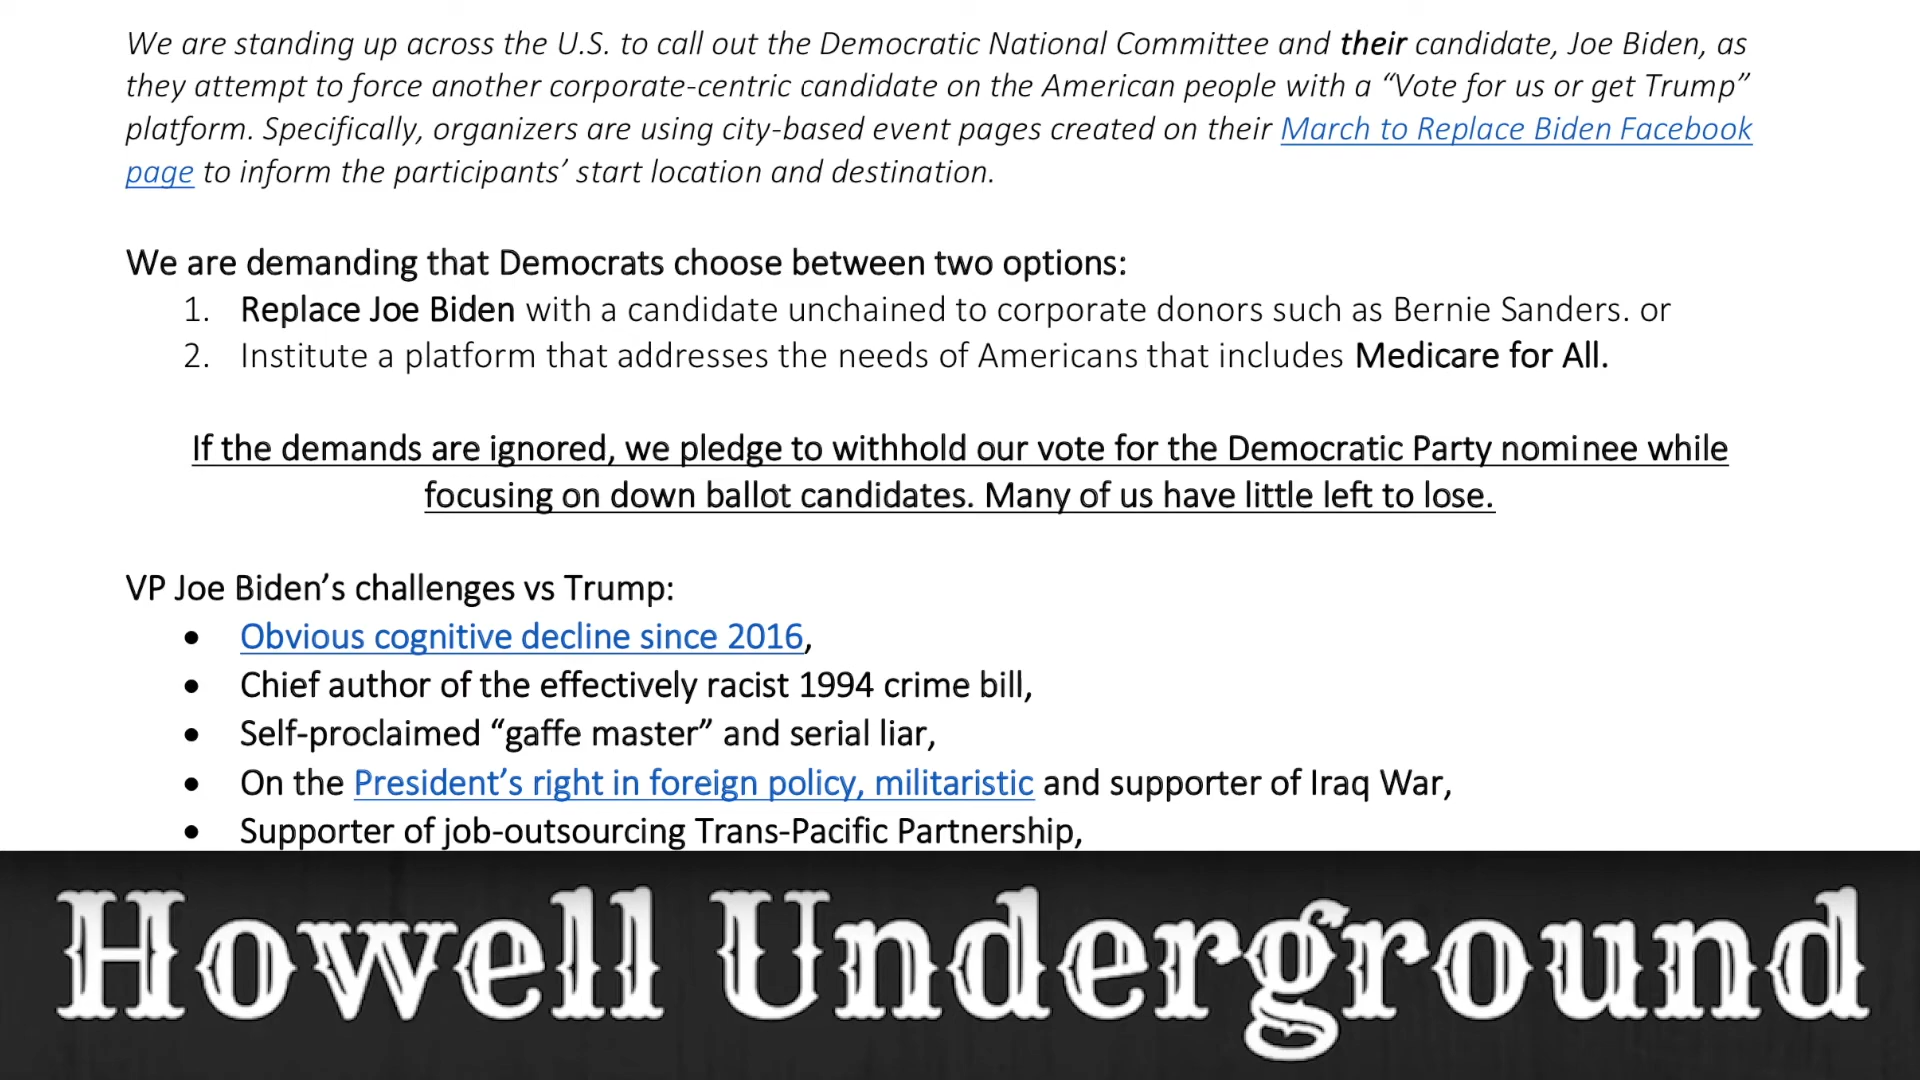 We are standing up across the U.S. to call out the Democratic National Committee and their candidate, Joe Biden, as
they attempt to force another corporate-centric candidate on the American people with a “Vote for us or get Trump”
platform. Specifically, organizers are using city-based event pages created on their March to Replace Biden Facebook
page to inform the participants’ start location and destination.
We are demanding that Democrats choose between two options:
1. Replace Joe Biden with a candidate unchained to corporate donors such as Bernie Sanders. or
2. Institute a platform that addresses the needs of Americans that includes Medicare for All.
If the demands are ignored, we pledge to withhold our vote for the Democratic Party nominee while
focusing on down ballot candidates. Many of us have little left to lose.
VP Joe Biden’s challenges vs Trump:
• Obvious cognitive decline since 2016,
• Chief author of the effectively racist 1994 crime bill,
• Self-proclaimed “gaffe master” and serial liar,
• On the President’s right in foreign policy, militaristic and supporter of Iraq War,
• Supporter of job-outsourcing Trans-Pacific Partnership,
Howell Underground